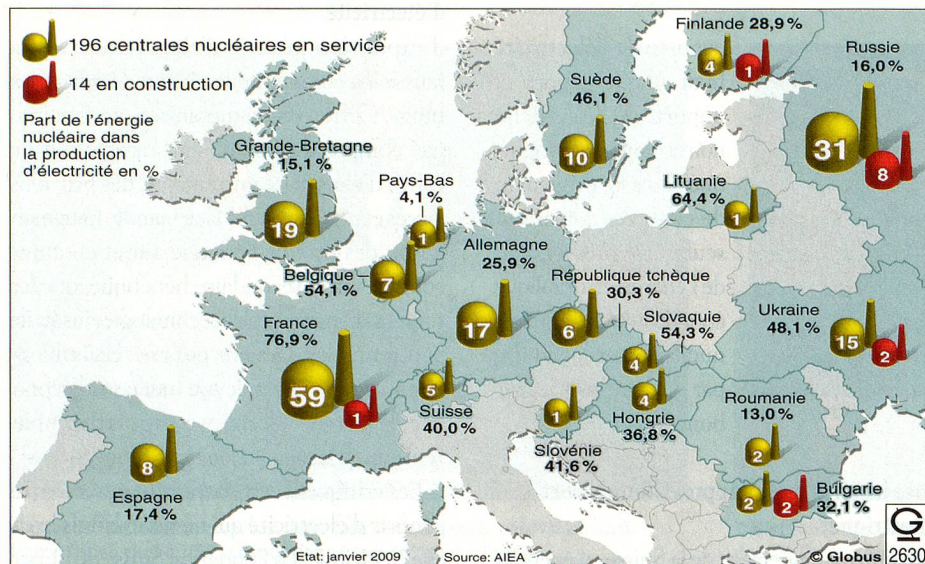 196 centrales nucléaires en service
14 en construction
Part de l'énergie
nucléaire dans
la production
d'électricité en %
Finlande 28,9 %
4
1
Russie
16,0 %
31
8
Suède
46,1 %
10
Grande-Bretagne
15,1 %
19
Pays-Bas
4,1 %
1
Lituanie
64,4 %
1
Belgique
54,1 %
7
Allemagne
25,9 %
17
République tchèque
30,3 %
6
Slovaquie
54,3 %
4
Ukraine
48,1 %
15
2
France
76,9 %
59
1
5
Suisse
40,0 %
1
Slovénie
41,6 %
4
Hongrie
36,8 %
Roumanie
13,0 %
2
8
Espagne
17,4 %
2
2
Bulgarie
32,1 %
Etat: janvier 2009
Source: AIEA
© Globus
G
2630